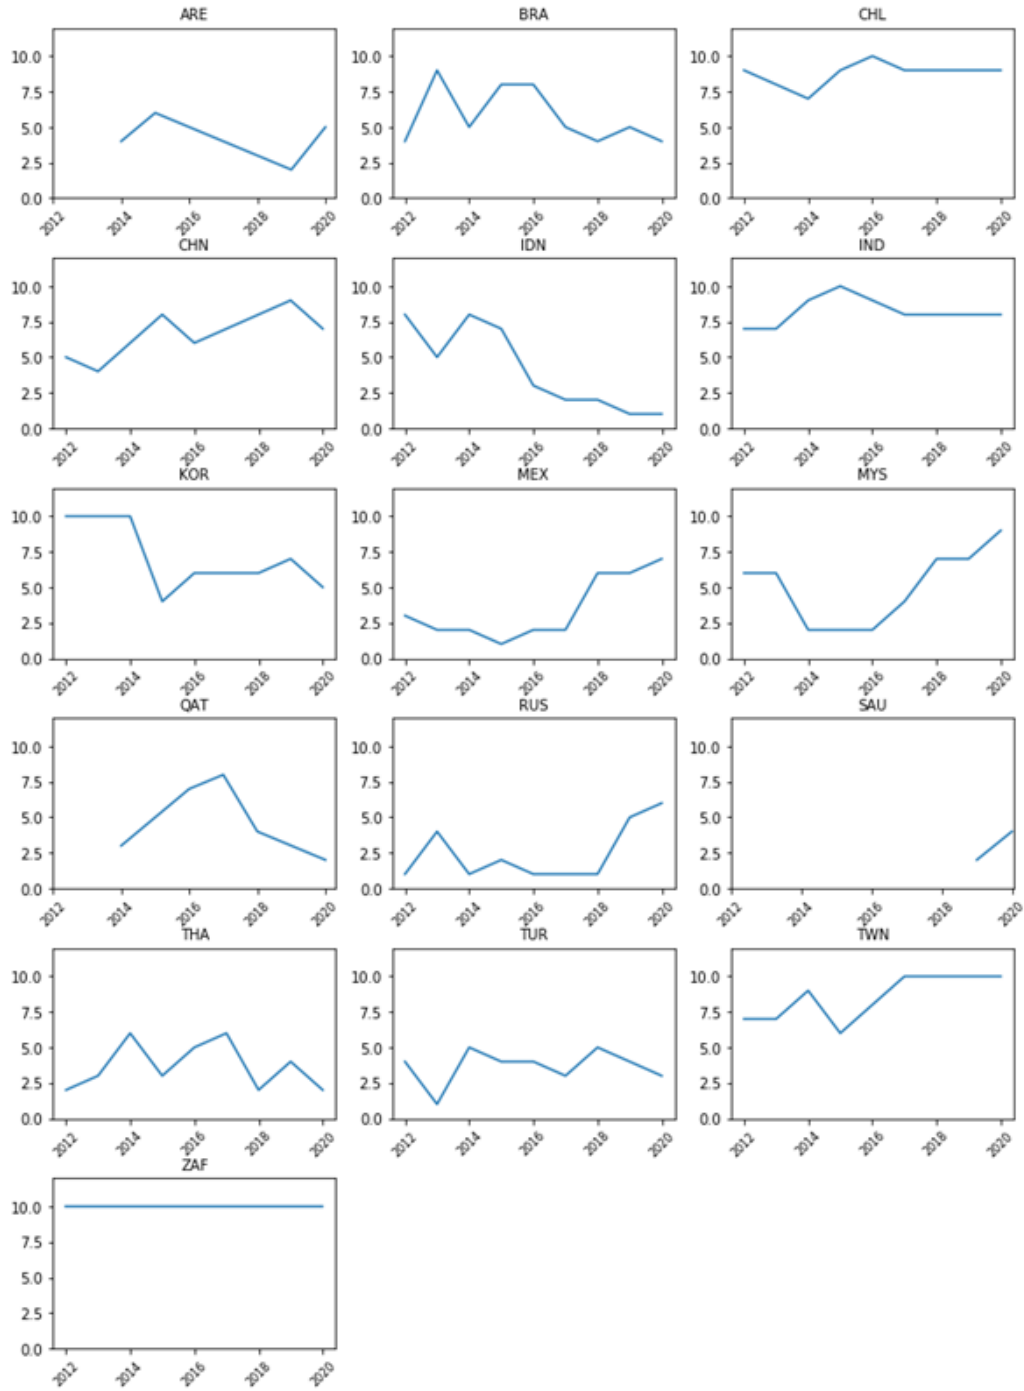 ARE BRA CHL
10.0 10.0 10.0
7.5 7.5 7.5
5.0 5.0 5.0
2.5 2.5 2.5
0.0 0.0 0.0
2012 2014 2016 2018 2020 2012 2014 2016 2018 2020 2012 2014 2016 2018 2020
CHN IDN IND
10.0 10.0 10.0
7.5 7.5 7.5
5.0 5.0 5.0
2.5 2.5 2.5
0.0 0.0 0.0
2012 2014 2016 2018 2020 2012 2014 2016 2018 2020 2012 2014 2016 2018 2020
KOR MEX MYS
10.0 10.0 10.0
7.5 7.5 7.5
5.0 5.0 5.0
2.5 2.5 2.5
0.0 0.0 0.0
2012 2014 2016 2018 2020 2012 2014 2016 2018 2020 2012 2014 2016 2018 2020
QAT RUS SAU
10.0 10.0 10.0
7.5 7.5 7.5
5.0 5.0 5.0
2.5 2.5 2.5
0.0 0.0 0.0
2012 2014 2016 2018 2020 2012 2014 2016 2018 2020 2012 2014 2016 2018 2020
THA TUR TWN
10.0 10.0 10.0
7.5 7.5 7.5
5.0 5.0 5.0
2.5 2.5 2.5
0.0 0.0 0.0
2012 2014 2016 2018 2020 2012 2014 2016 2018 2020 2012 2014 2016 2018 2020
ZAF
10.0
7.5
5.0
2.5
0.0
2012 2014 2016 2018 2020